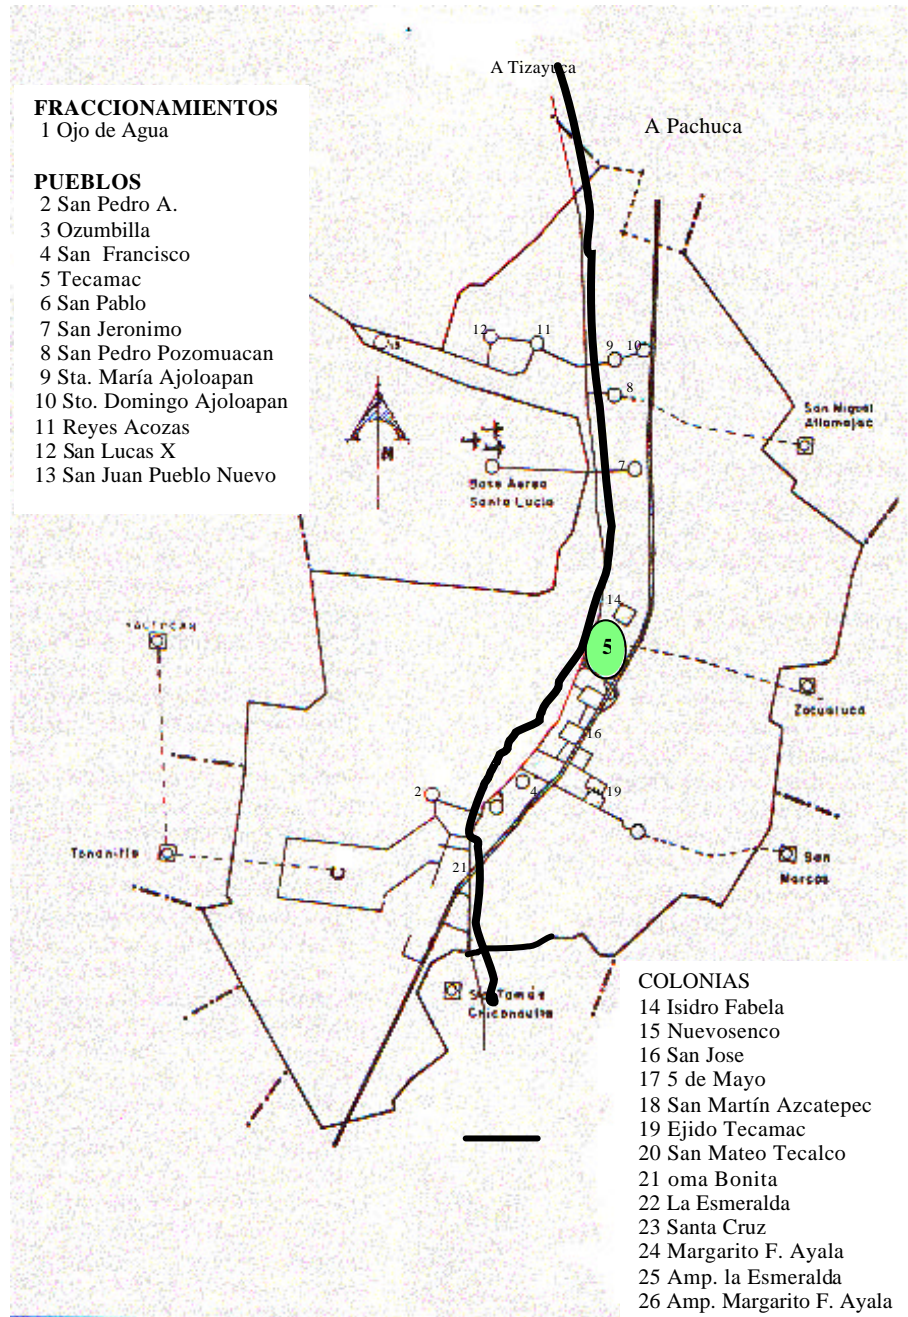 A Tizayuca
FRACCIONAMIENTOS
1 Ojo de Agua
A Pachuca
PUEBLOS
2 San Pedro A.
3 Ozumbilla
4 San Francisco
5 Tecamac
6 San Pablo
7 San Jeronimo
8 San Pedro Pozomuacan
9 Sta. María Ajoloapan
10 Sto. Domingo Ajoloapan
11 Reyes Acozas
12 San Lucas X
13 San Juan Pueblo Nuevo
12
11
9
10
8
San Miguel
N
7
Base Aerea
Santa Lucia
14
5
16
2
4
19
21
San
Marcos
Tomás
COLONIAS
14 Isidro Fabela
15 Nuevosenco
16 San Jose
17 5 de Mayo
18 San Martín Azcatepec
19 Ejido Tecamac
20 San Mateo Tecalco
21 oma Bonita
22 La Esmeralda
23 Santa Cruz
24 Margarito F. Ayala
25 Amp. la Esmeralda
26 Amp. Margarito F. Ayala